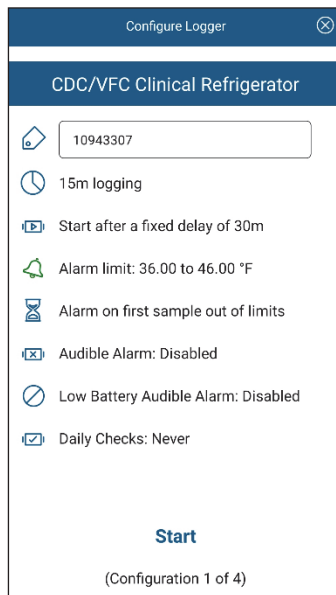 Configure Logger
CDC/VFC Clinical Refrigerator
10943307
15m logging
Start after a fixed delay of 30m
Alarm limit: 36.00 to 46.00 °F
Alarm on first sample out of limits
Audible Alarm: Disabled
Low Battery Audible Alarm: Disabled
Daily Checks: Never
Start
(Configuration 1 of 4)